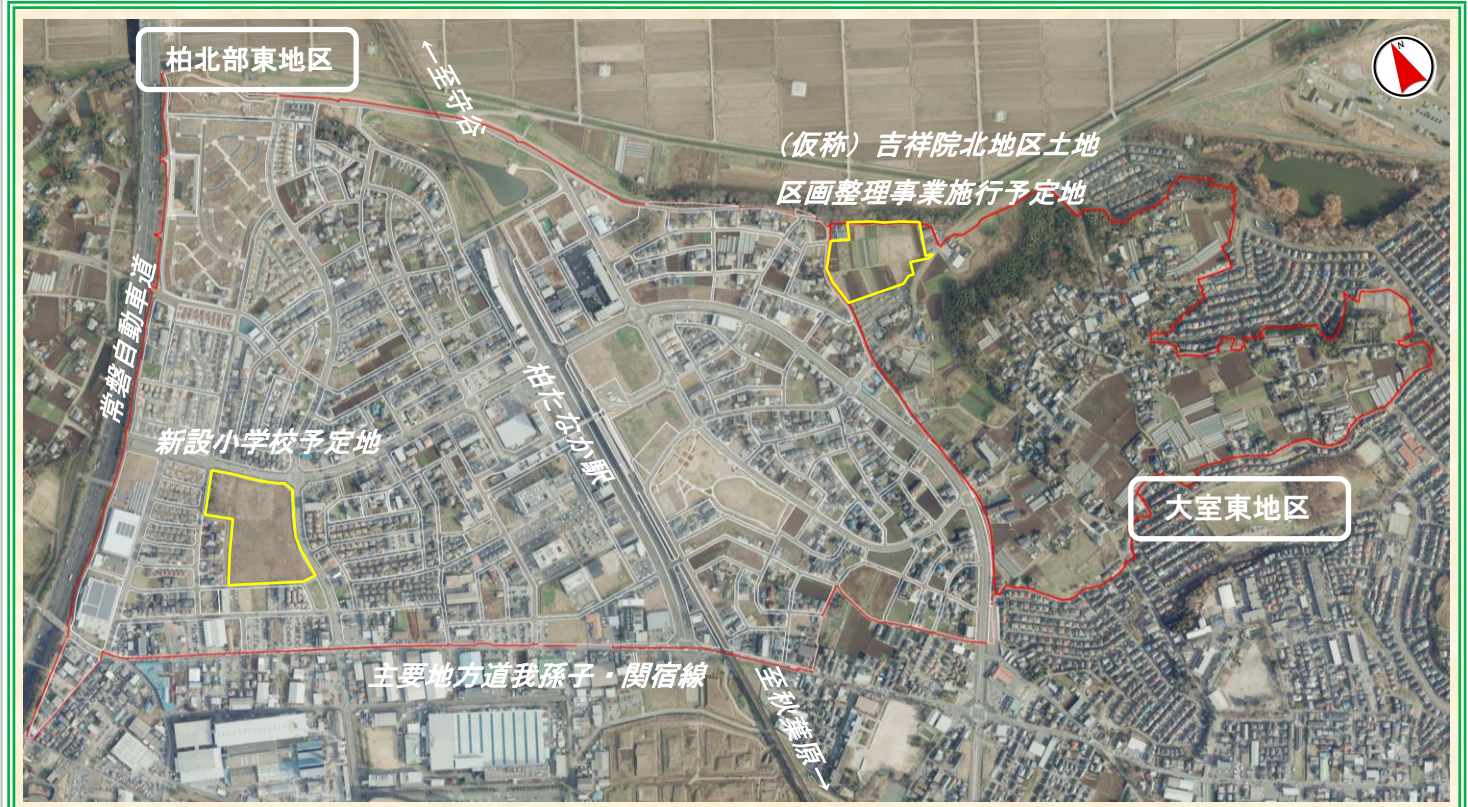 柏北部東地区
N
←至守谷
(仮称)吉祥院北地区土地
区画整理事業施行予定地
常磐自動車道
柏たなか駅
新設小学校予定地
大室東地区
主要地方道我孫子・関宿線
至秋葉原→